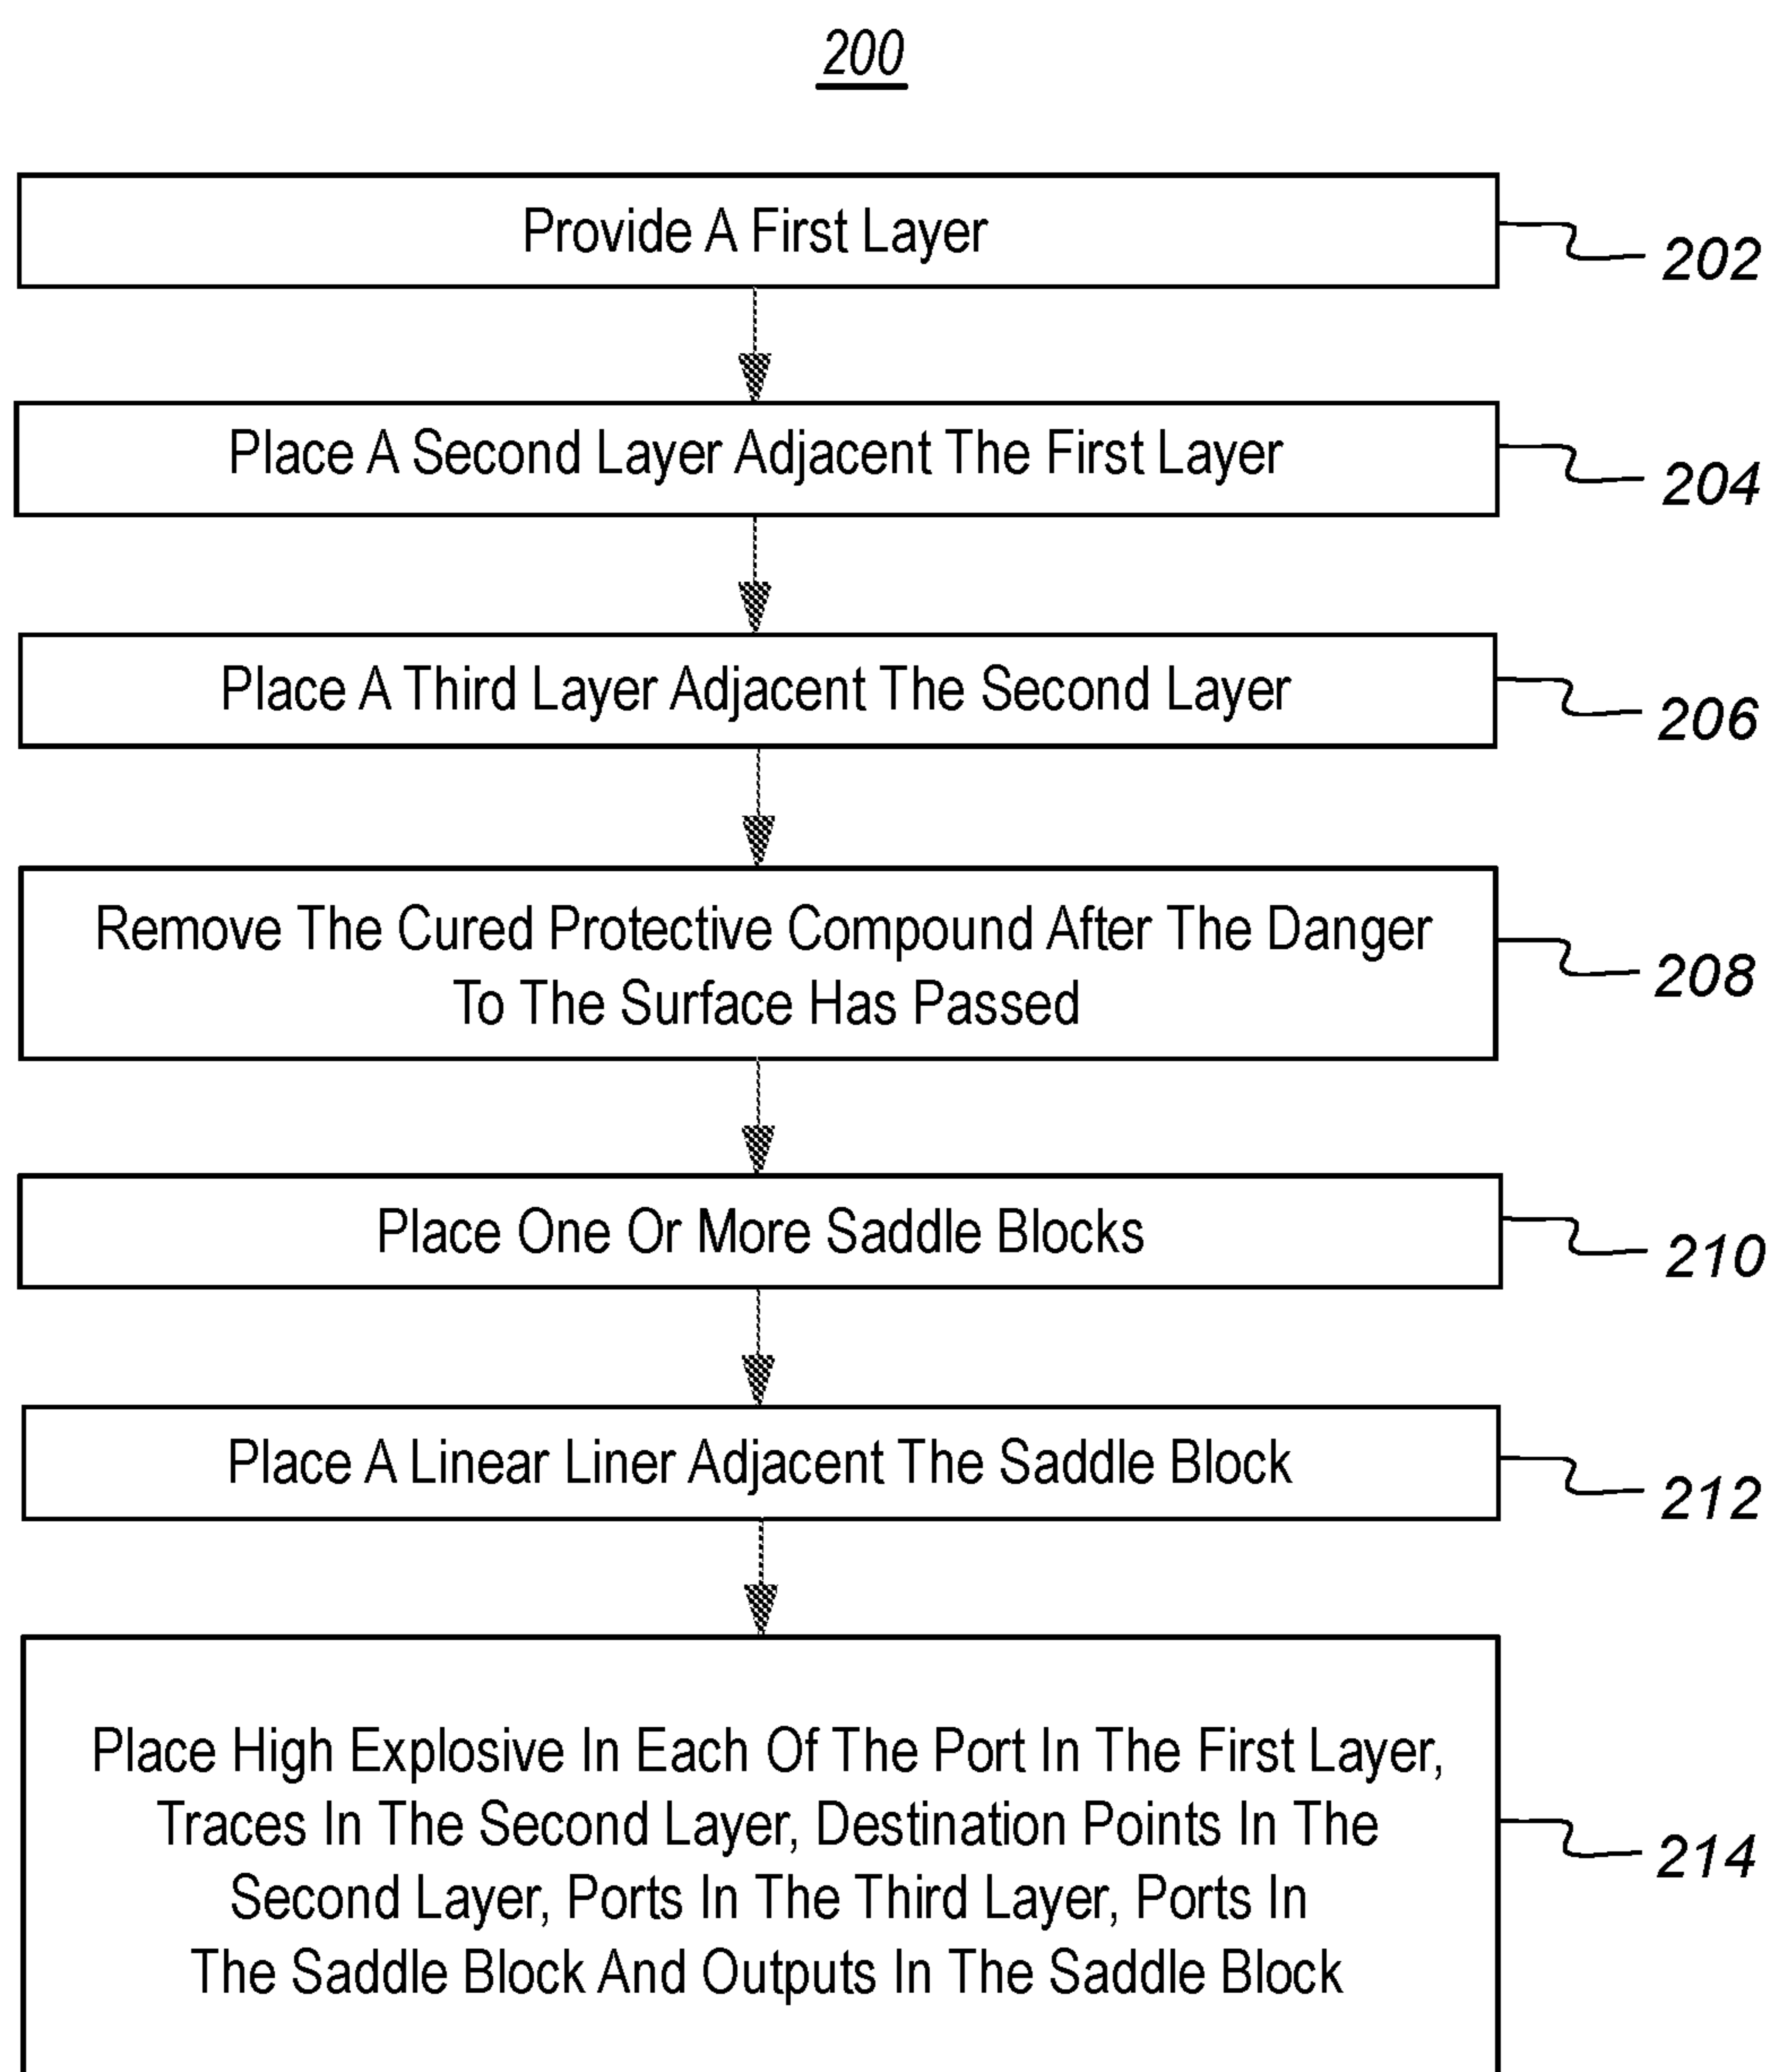 200
Provide A First Layer
202
Place A Second Layer Adjacent The First Layer
204
Place A Third Layer Adjacent The Second Layer
206
Remove The Cured Protective Compound After The Danger
To The Surface Has Passed
208
Place One Or More Saddle Blocks
210
Place A Linear Liner Adjacent The Saddle Block
212
Place High Explosive In Each Of The Port In The First Layer,
Traces In The Second Layer, Destination Points In The
Second Layer, Ports In The Third Layer, Ports In
The Saddle Block And Outputs In The Saddle Block
214